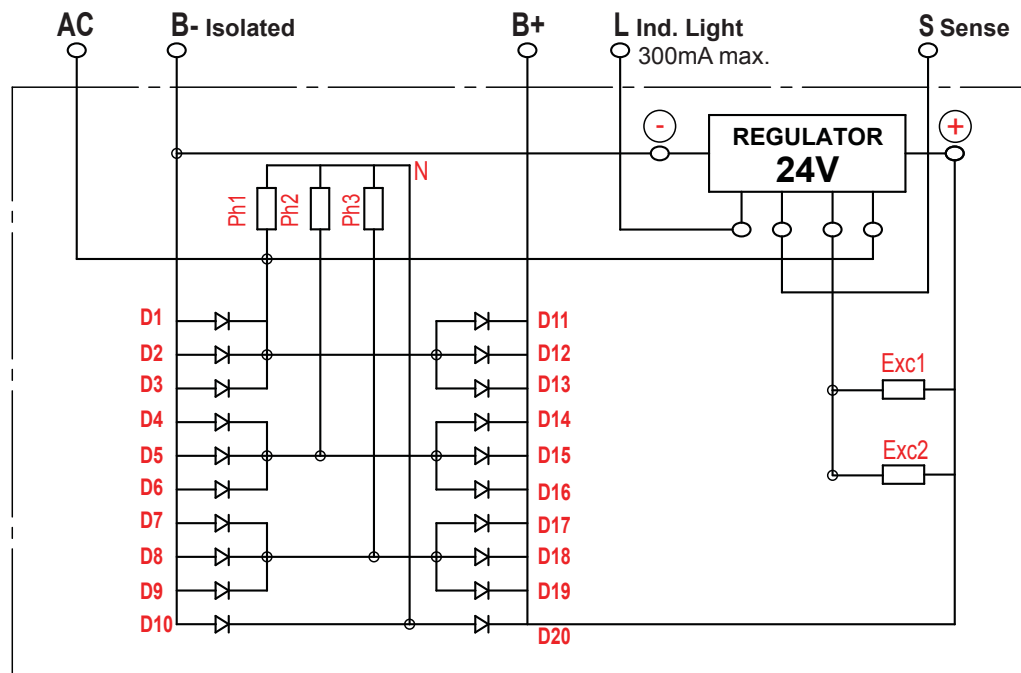 AC
B- Isolated
B+
L Ind. Light
300mA max.
S Sense
-
REGULATOR
24V
+
N
Ph1
Ph2
Ph3
D1
D11
D2
D12
D3
D13
Exc1
D4
D14
D5
D15
Exc2
D6
D16
D7
D17
D8
D18
D9
D19
D10
D20